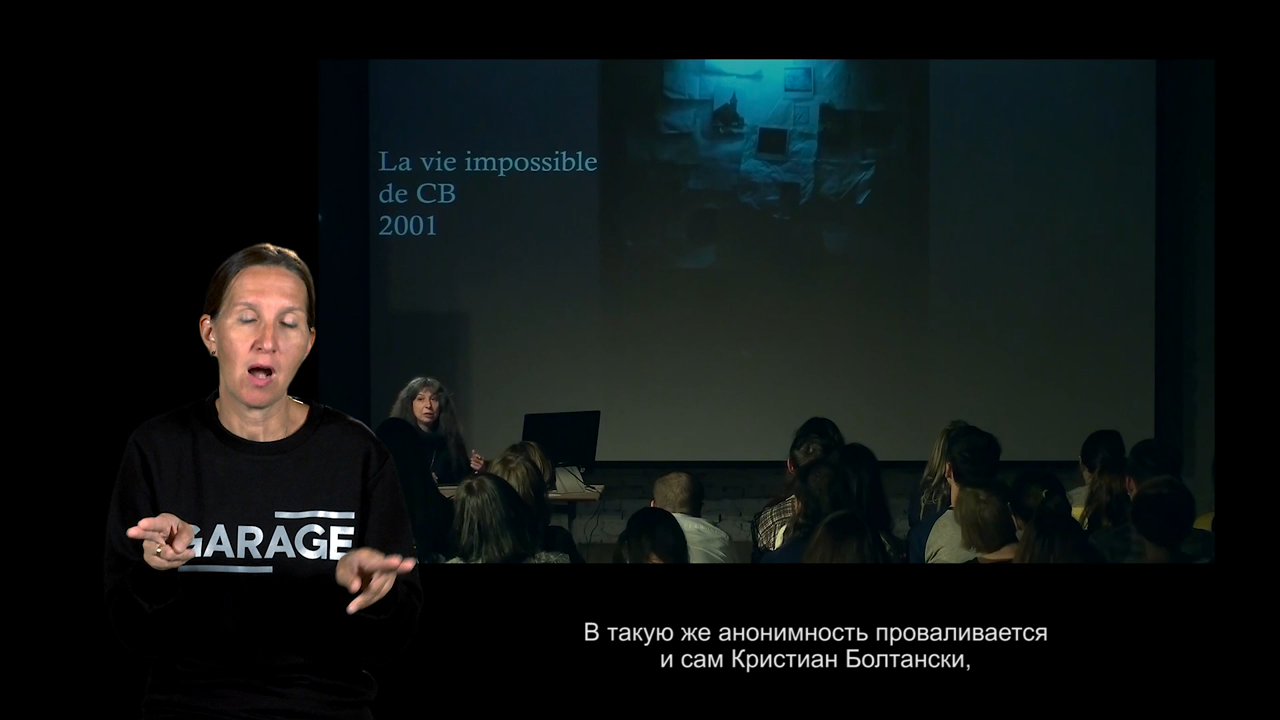 La vie impossible
de CB
2001
GARAGE
В такую же анонимность проваливается
и сам Кристиан Болтански,